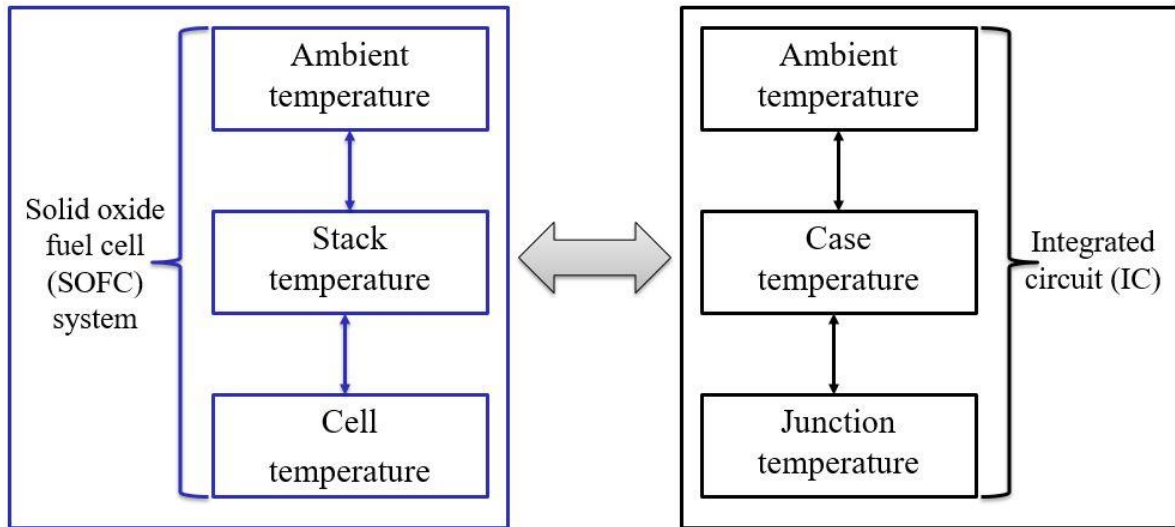 Solid oxide
fuel cell
(SOFC)
system
Ambient
temperature
Stack
temperature
Cell
temperature
Ambient
temperature
Case
temperature
Junction
temperature
Integrated
circuit (IC)